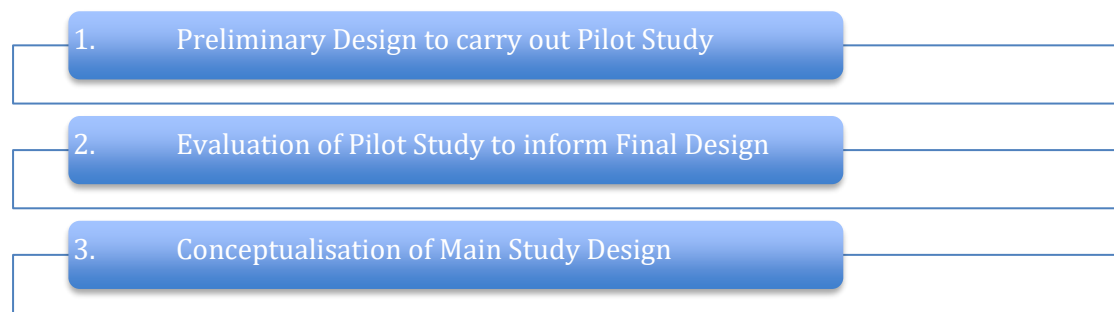 1. Preliminary Design to carry out Pilot Study
2. Evaluation of Pilot Study to inform Final Design
3. Conceptualisation of Main Study Design